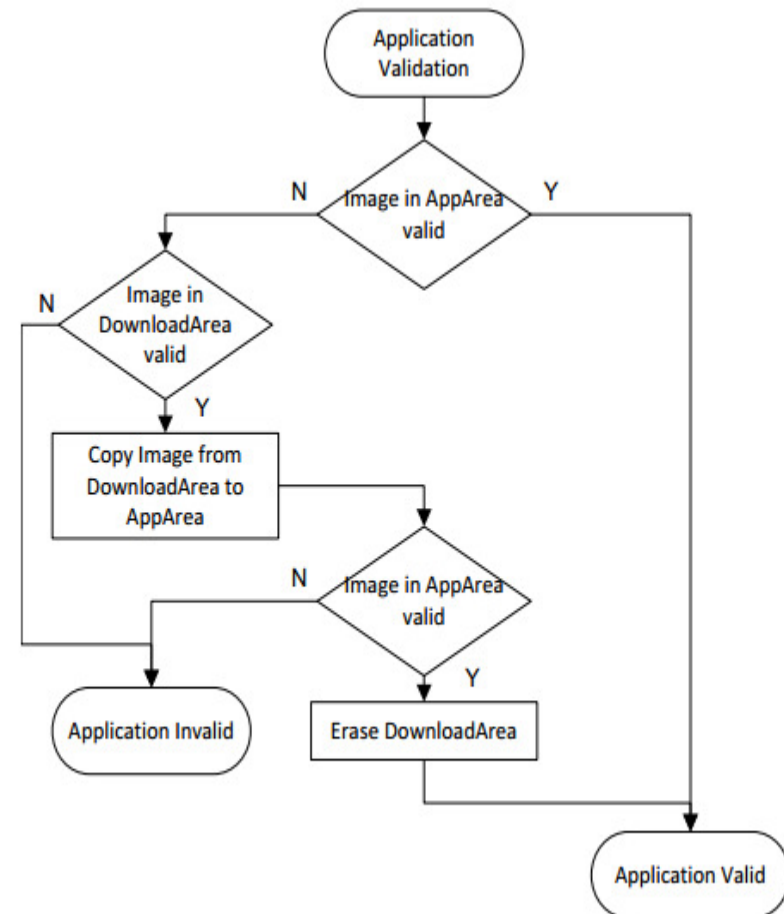 Application
Validation
N
Image in AppArea
valid
Y
N
Image in
DownloadArea
valid
Y
Copy Image from
DownloadArea to
AppArea
N
Image in AppArea
valid
Y
Application Invalid
Erase DownloadArea
Application Valid